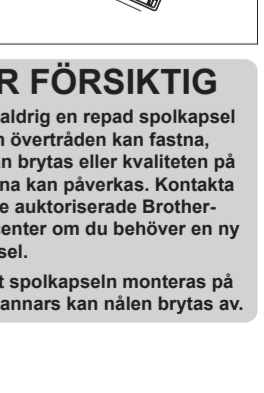 R FÖRSIKTIG
aldrig en repad spolkapsel
övertråden kan fastna,
brytas eller kvaliteten på
na kan påverkas. Kontakta
e auktoriserade Brother-
center om du behöver en ny
sel.
t spolkapseln monteras på
annars kan nålen brytas av.